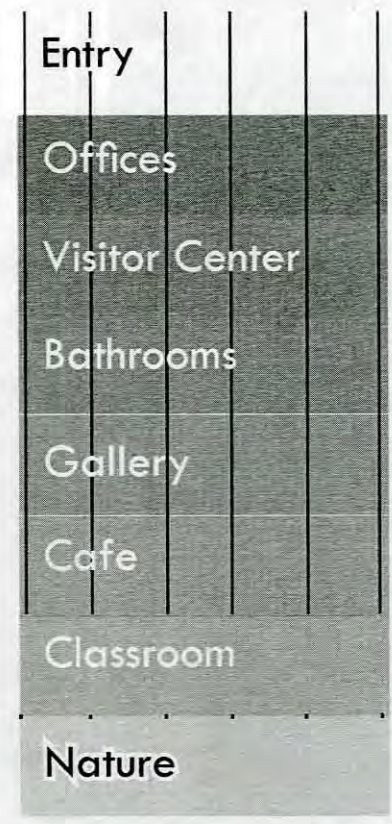 Entry
Offices
Visitor Center
Bathrooms
Gallery
Cafe
Classroom
Nature